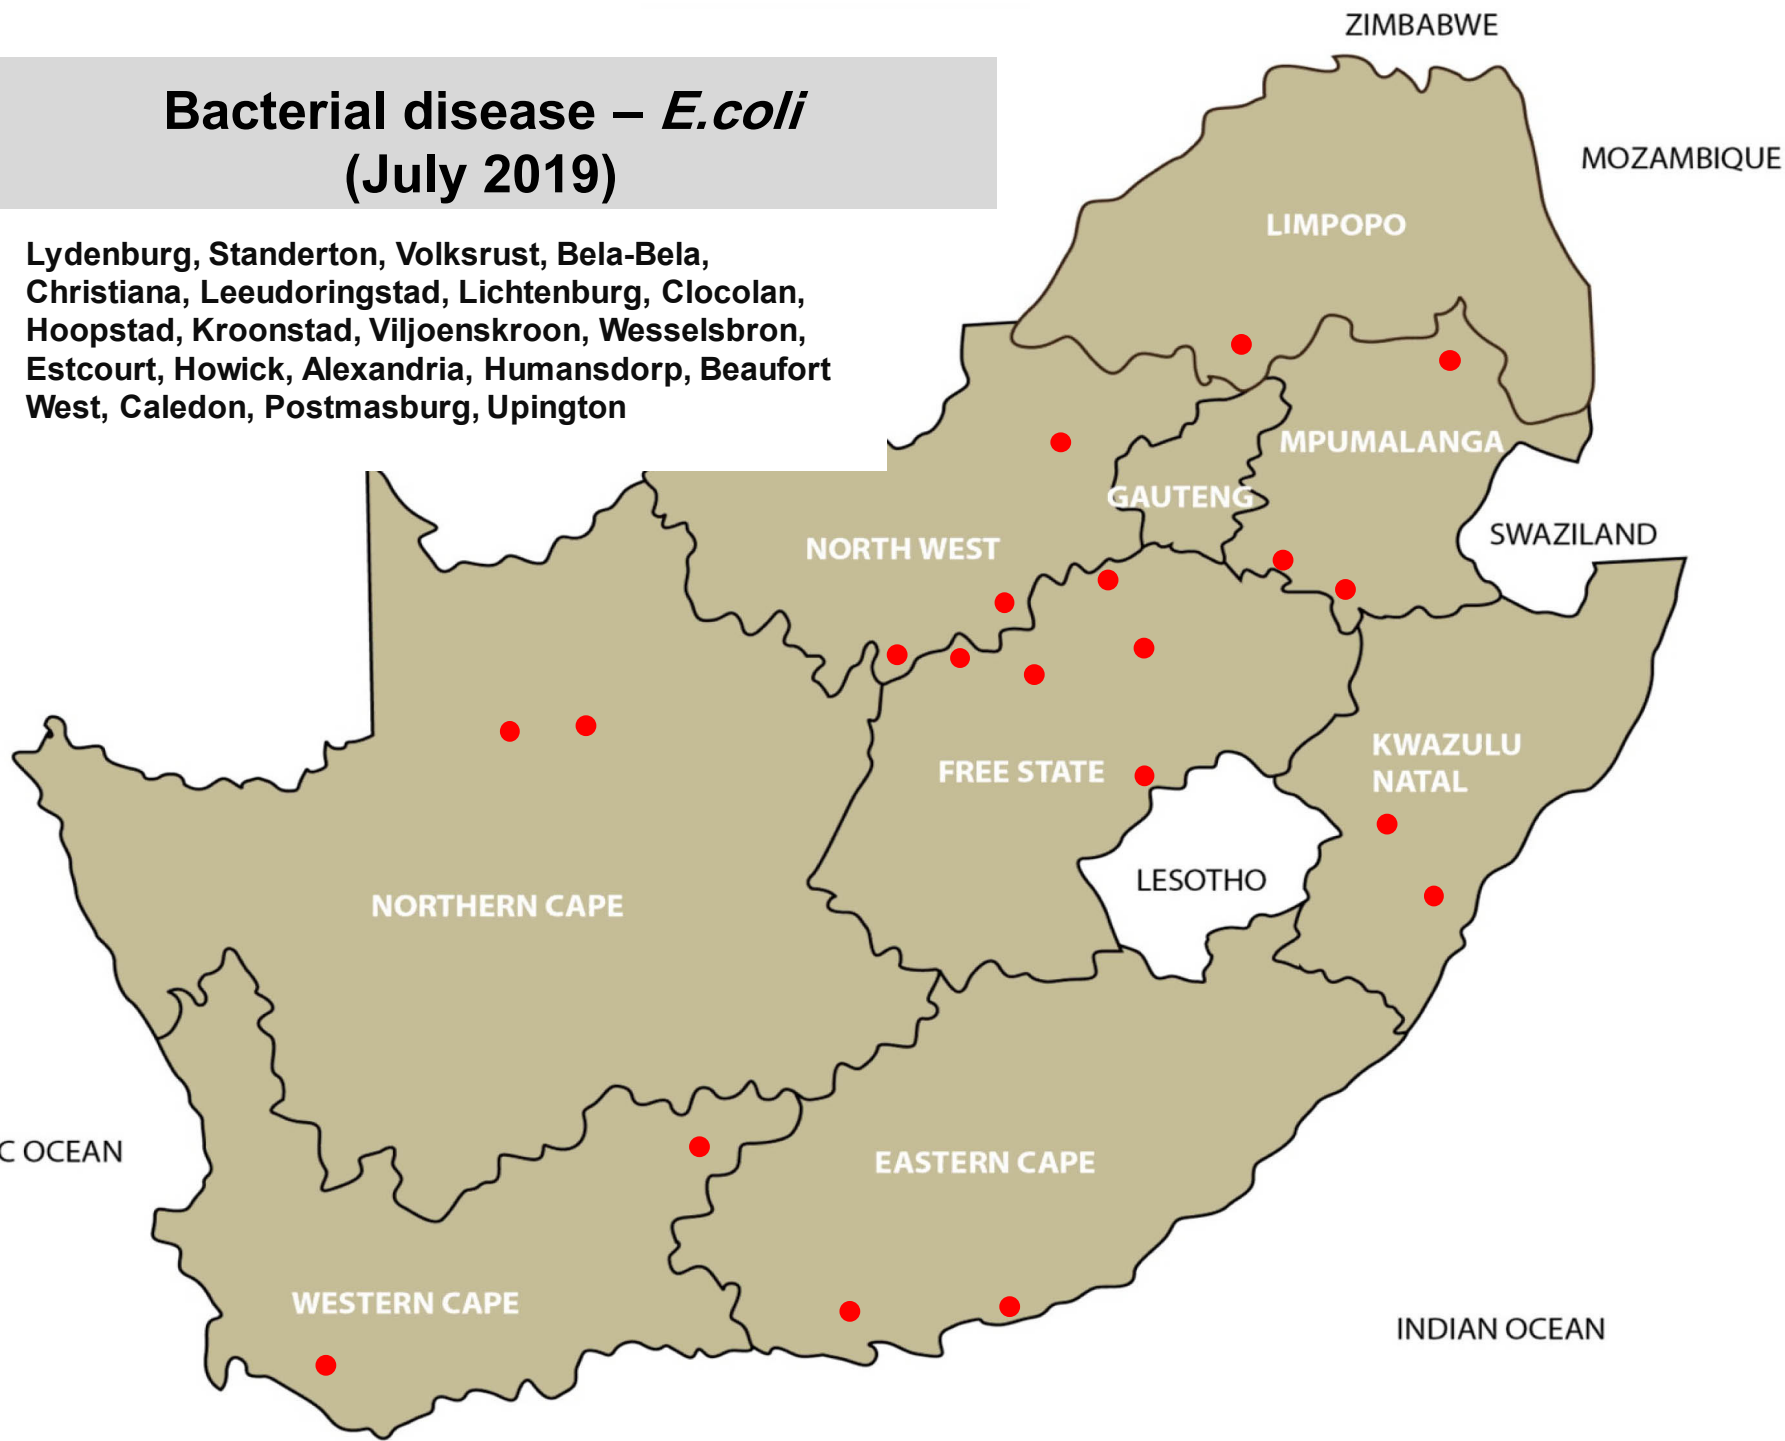 ZIMBABWE
Bacterial disease – E.coli
(July 2019)
MOZAMBIQUE
LIMPOPO
Lydenburg, Standerton, Volksrust, Bela-Bela,
Christiana, Leeudoringstad, Lichtenburg, Clocolan,
Hoopstad, Kroonstad, Viljoenskroon, Wesselsbron,
Estcourt, Howick, Alexandria, Humansdorp, Beaufort
West, Caledon, Postmasburg, Upington
MPUMALANGA
GAUTENG
SWAZILAND
NORTH WEST
KWAZULU
NATAL
FREE STATE
LESOTHO
NORTHERN CAPE
C OCEAN
EASTERN CAPE
WESTERN CAPE
INDIAN OCEAN